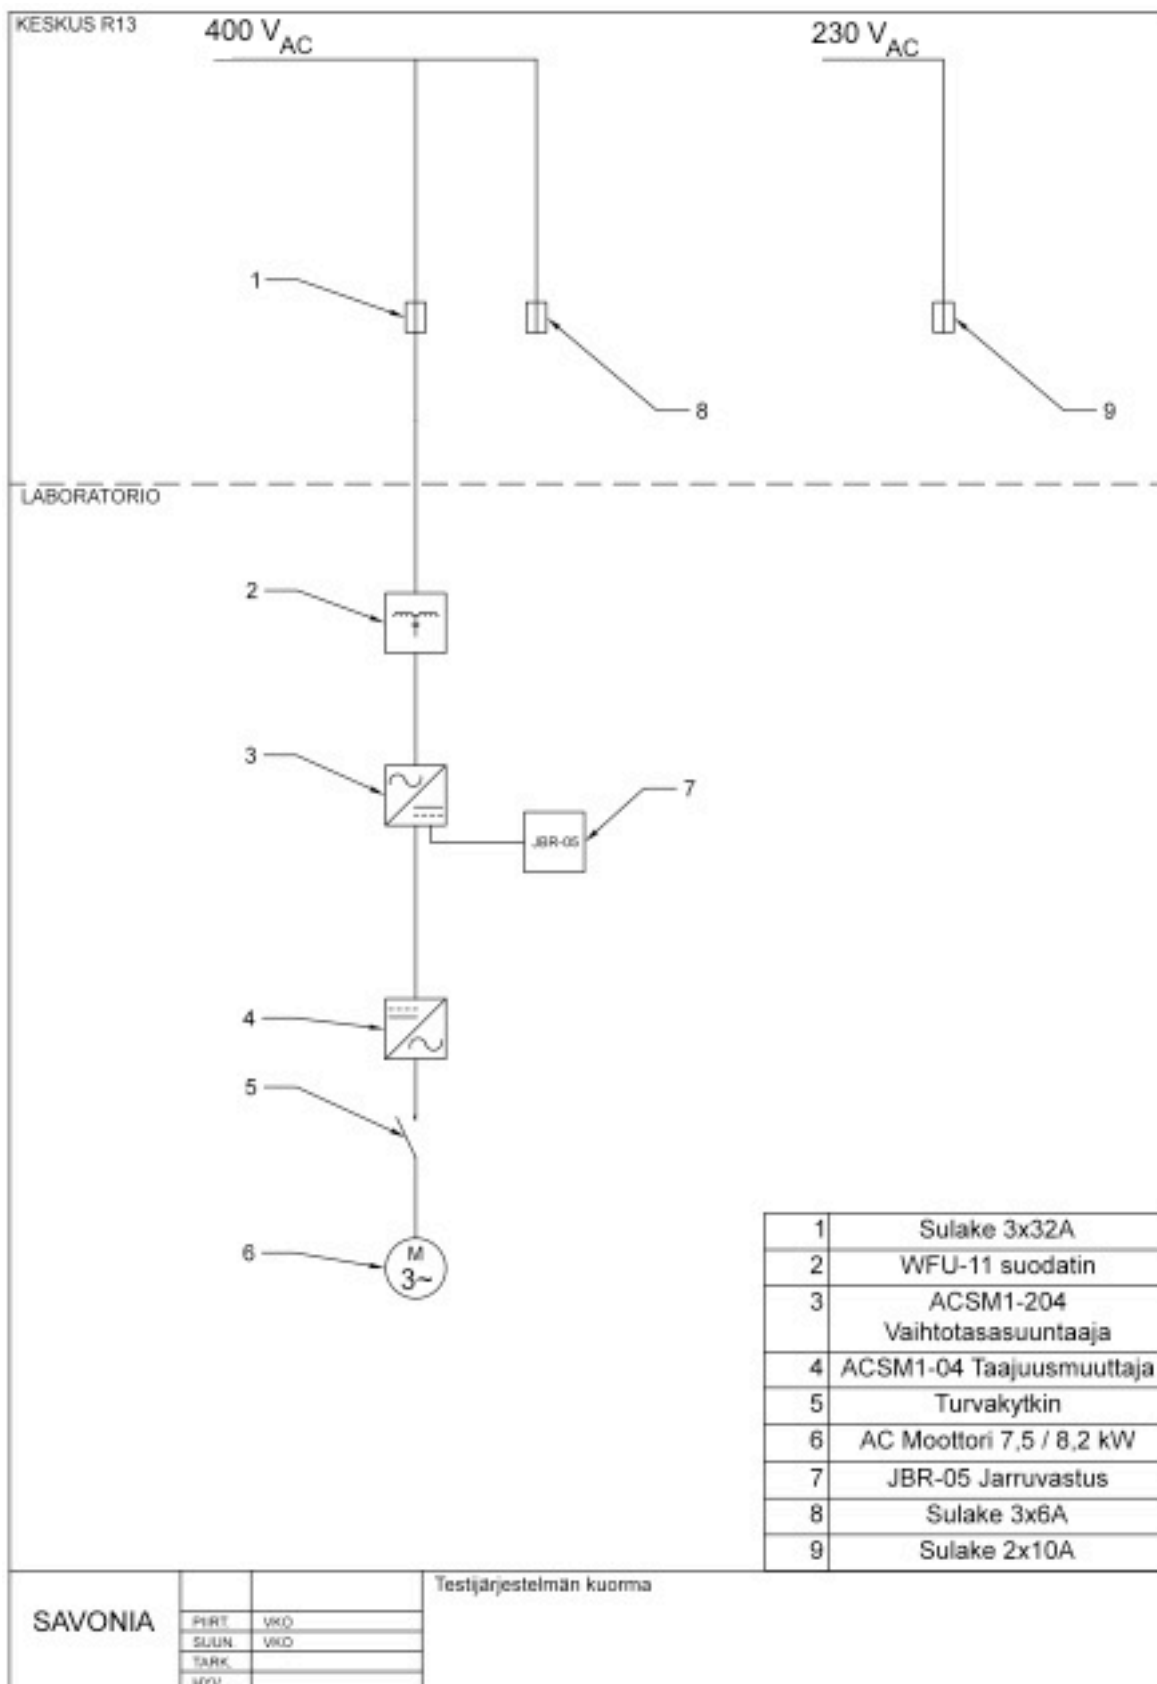 KESKUS R13
400 VAC
230 VAC
1
8
9
LABORATORIO
2
3
7
JBR-05
4
5
6
M
3~
1 Sulake 3x32A
2 WFU-11 suodatin
3 ACSM1-204
Vaihtotasasuuntaaja
4 ACSM1-04 Taajuusmuuttaja
5 Turvakytkin
6 AC Moottori 7,5 / 8,2 kW
7 JBR-05 Jarruvastus
8 Sulake 3x6A
9 Sulake 2x10A
Testijärjestelmän kuorma
SAVONIA
PIIRT. VKO
SUUN. VKO
TARK.